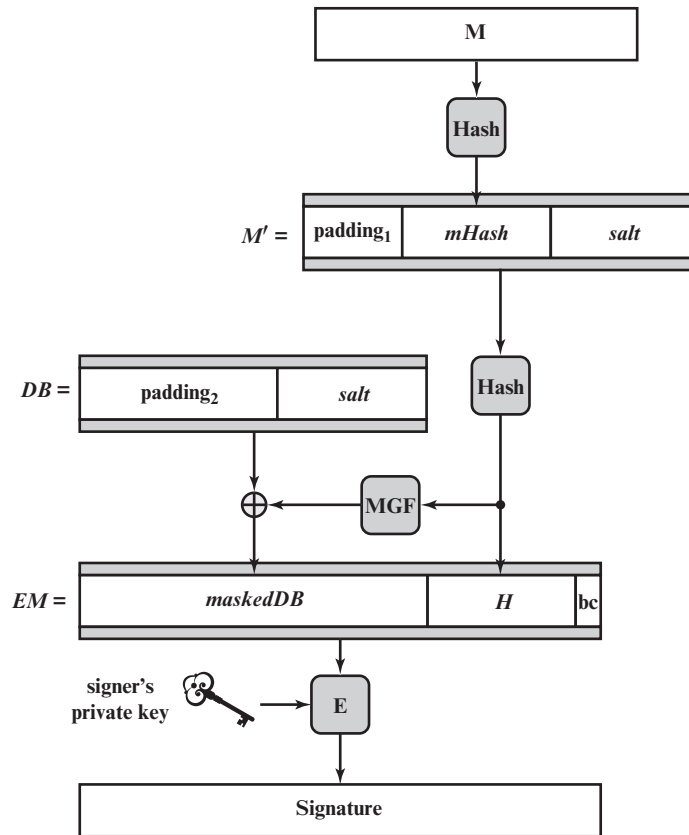 M
Hash
M′ = padding₁ mHash salt
DB = padding₂ salt
Hash
MGF
EM = maskedDB H bc
signer's
private key
E
Signature